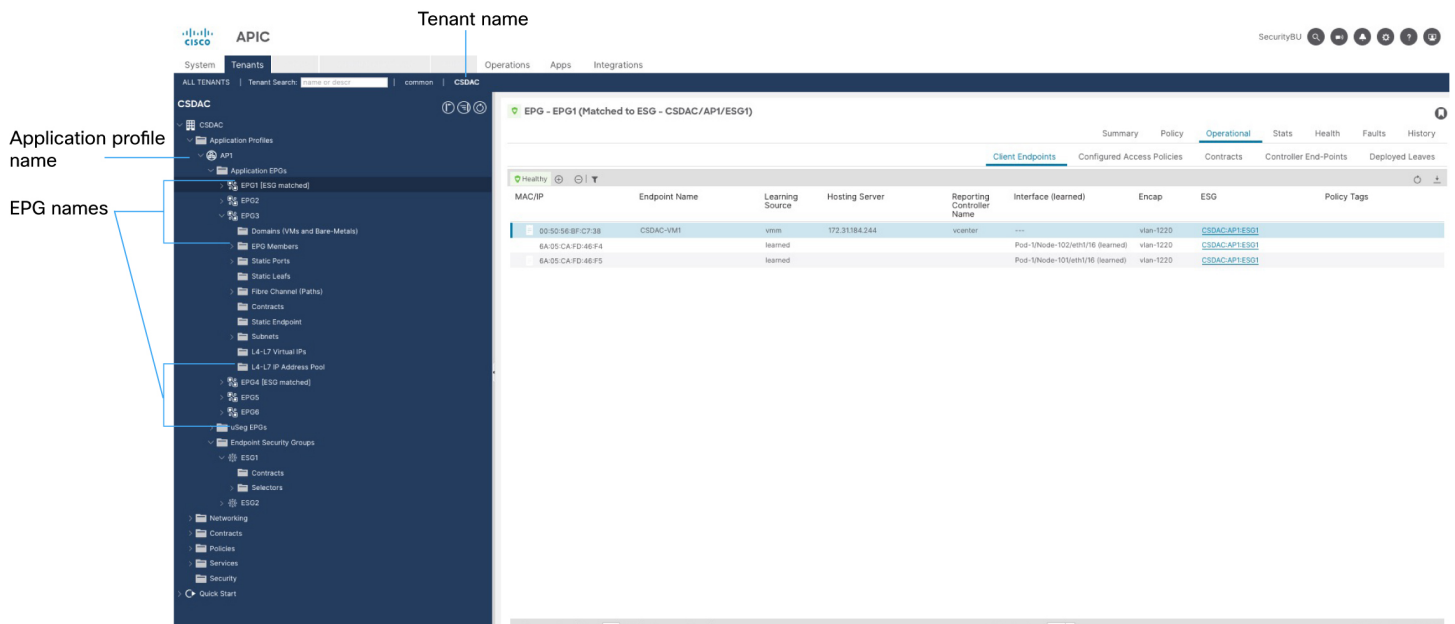 Tenant name
CISCO APIC SecurityBU
System Tenants Operations Apps Integrations
ALL TENANTS | Tenant Search: name or descr | common | CSDAC
CSDAC
EPG - EPG1 (Matched to ESG - CSDAC/AP1/ESG1)
CSDAC
Summary Policy Operational Stats Health Faults History
Application profile name
Application Profiles
AP1
Client Endpoints Configured Access Policies Contracts Controller End-Points Deployed Leaves
Application EPGs
Healthy
EPG names
EPG1 [ESG matched]
MAC/IP Endpoint Name Learning Source Hosting Server Reporting Controller Name Interface (learned) Encap ESG Policy Tags
EPG2
EPG3
Domains (VMs and Bare-Metals)
00:50:56:BF:C7:38 CSDAC-VM1 vmm 172.31.184.244 vcenter --- vlan-1220 CSDAC:AP1:ESG1
EPG Members
6A:05:CA:FD:46:F4 learned Pod-1/Node-102/eth1/16 (learned) vlan-1220 CSDAC:AP1:ESG1
Static Ports
6A:05:CA:FD:46:F5 learned Pod-1/Node-101/eth1/16 (learned) vlan-1220 CSDAC:AP1:ESG1
Static Leafs
Fibre Channel (Paths)
Contracts
Static Endpoint
Subnets
L4-L7 Virtual IPs
L4-L7 IP Address Pool
EPG4 [ESG matched]
EPG5
EPG6
uSeg EPGs
Endpoint Security Groups
ESG1
Contracts
Selectors
ESG2
Networking
Contracts
Policies
Services
Security
Quick Start